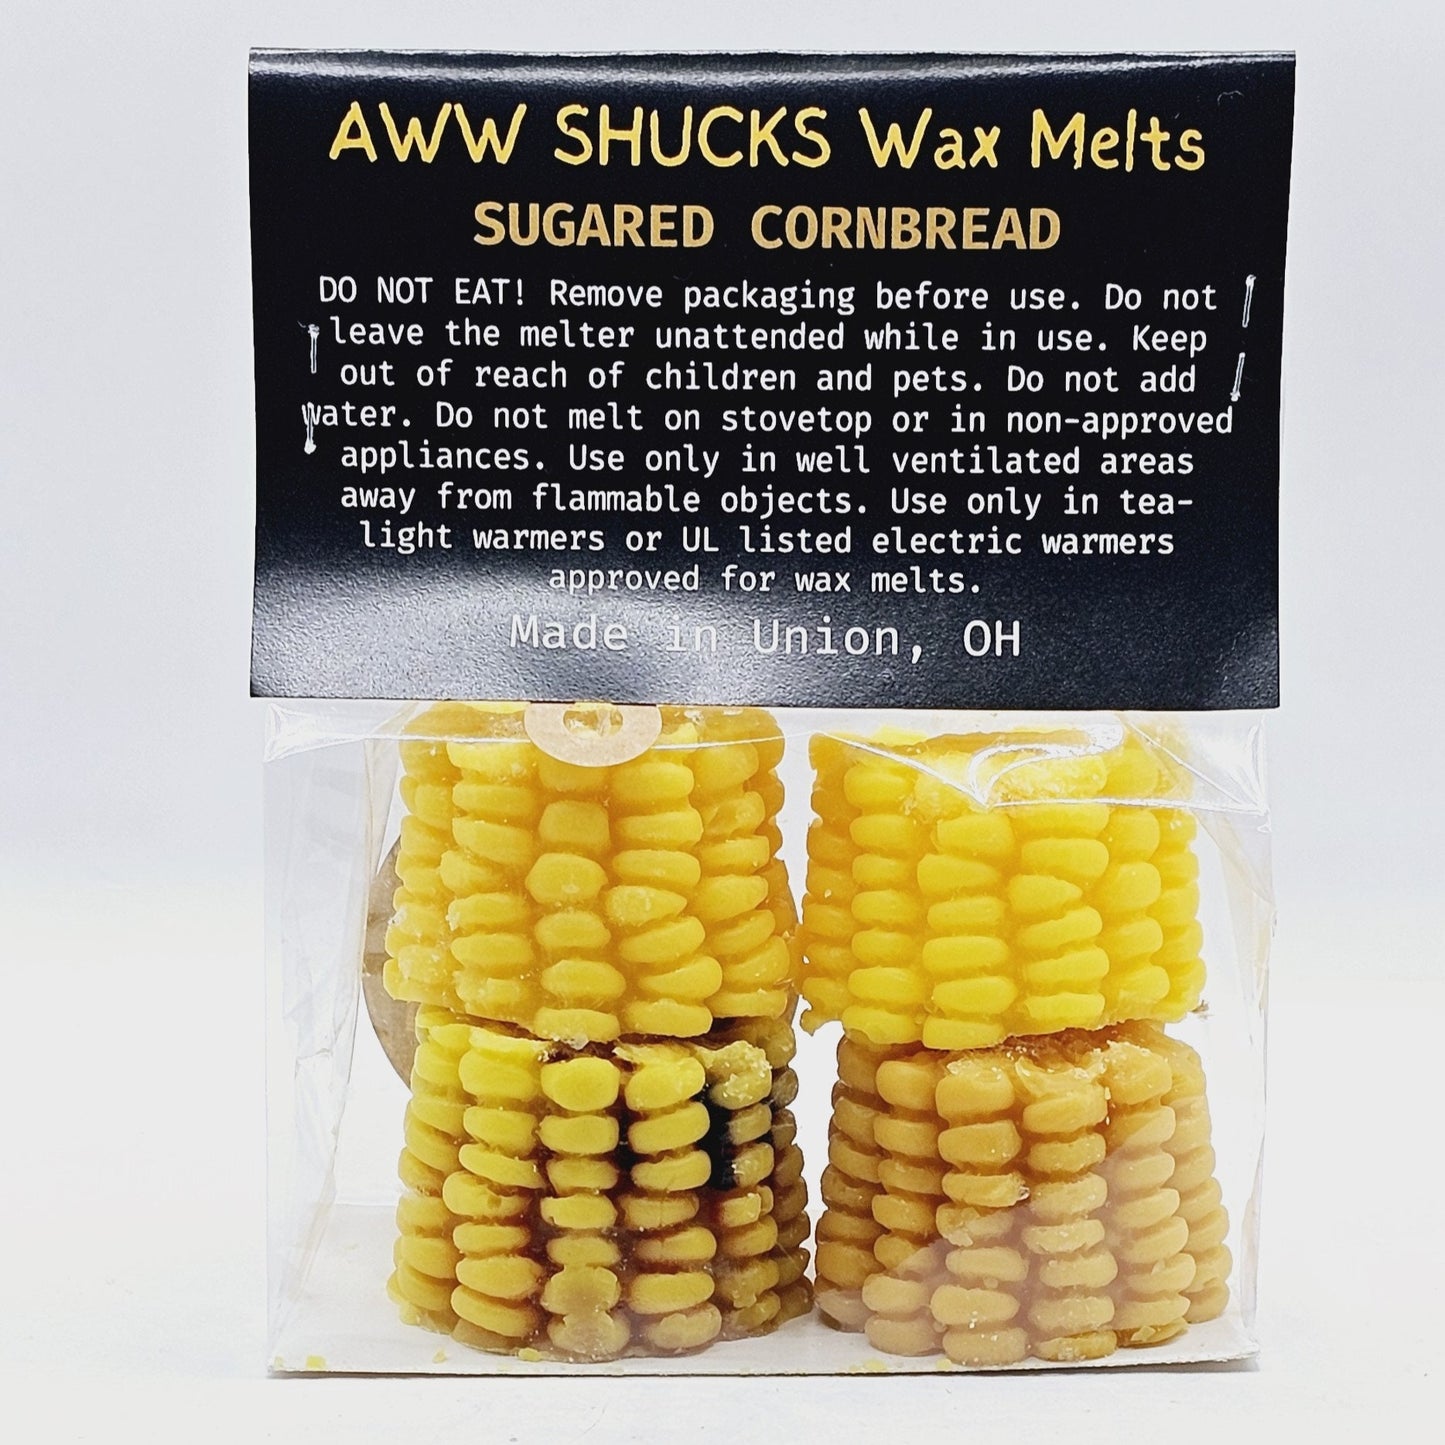 AWW SHUCKS Wax Melts
SUGARED CORNBREAD
DO NOT EAT! Remove packaging before use. Do not
leave the melter unattended while in use. Keep
out of reach of children and pets. Do not add
water. Do not melt on stovetop or in non-approved
appliances. Use only in well ventilated areas
away from flammable objects. Use only in tea-
light warmers or UL listed electric warmers
approved for wax melts.
Made in Union, OH